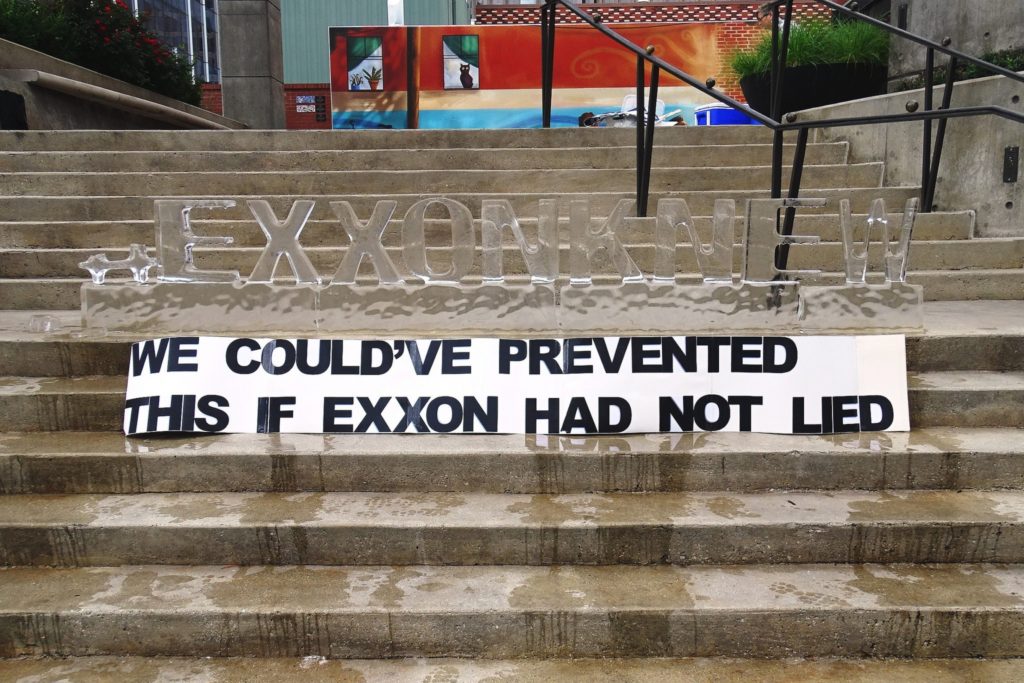 #EXXONKNEW
WE COULD'VE PREVENTED
THIS IF EXXON HAD NOT LIED